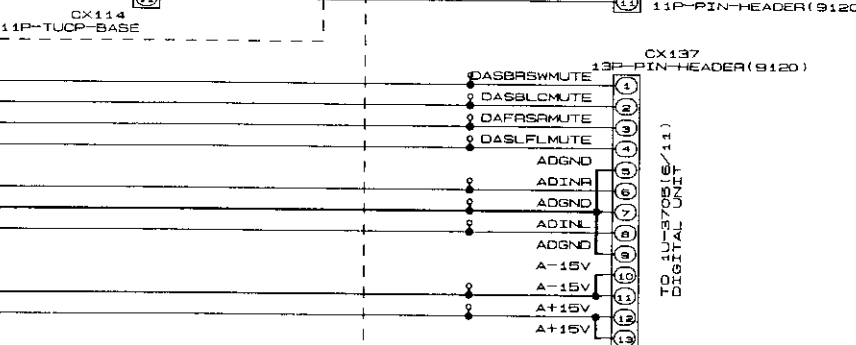 CX114
11P-TUCP-BASE
11
11P-PIN-HEADER(9120
CX137
13P-PIN-HEADER(9120)
DASBRSWMUTE
1
DASBLCMUTE
2
DAFRSRMUTE
3
DASLFLMUTE
4
ADGND
5
ADINR
6
ADGND
7
ADINL
8
ADGND
9
A-15V
10
A-15V
11
A+15V
12
A+15V
13
TO 1U-3705(6/11)
DIGITAL UNIT